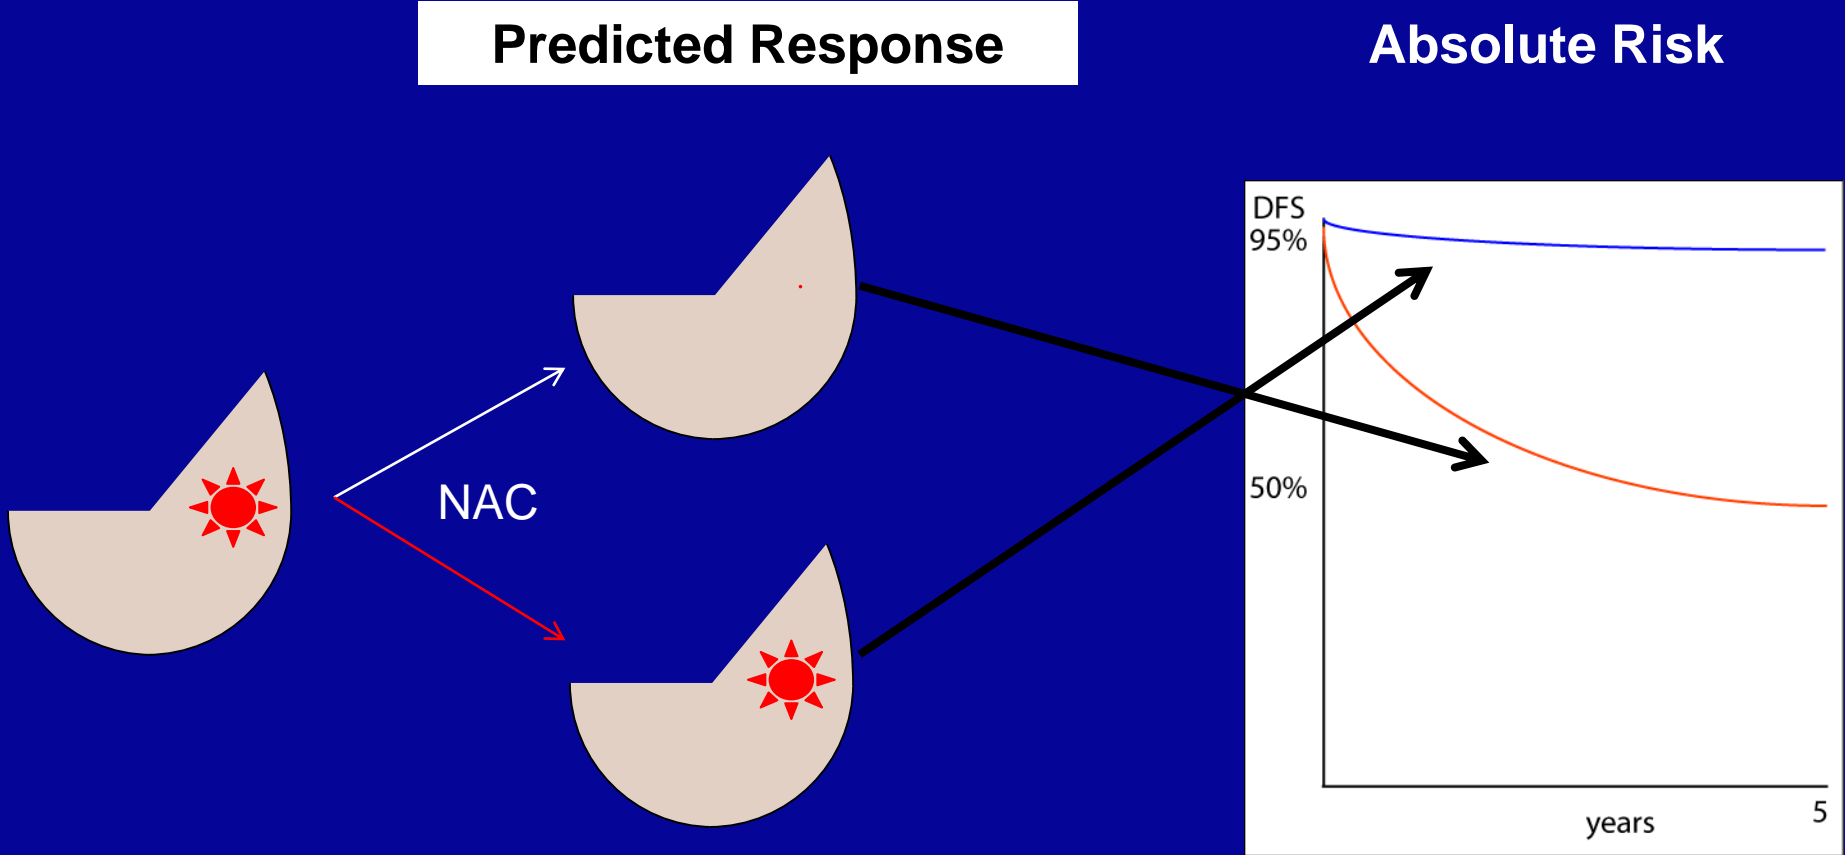 Predicted Response
Absolute Risk
NAC
DFS
95%
50%
years
5